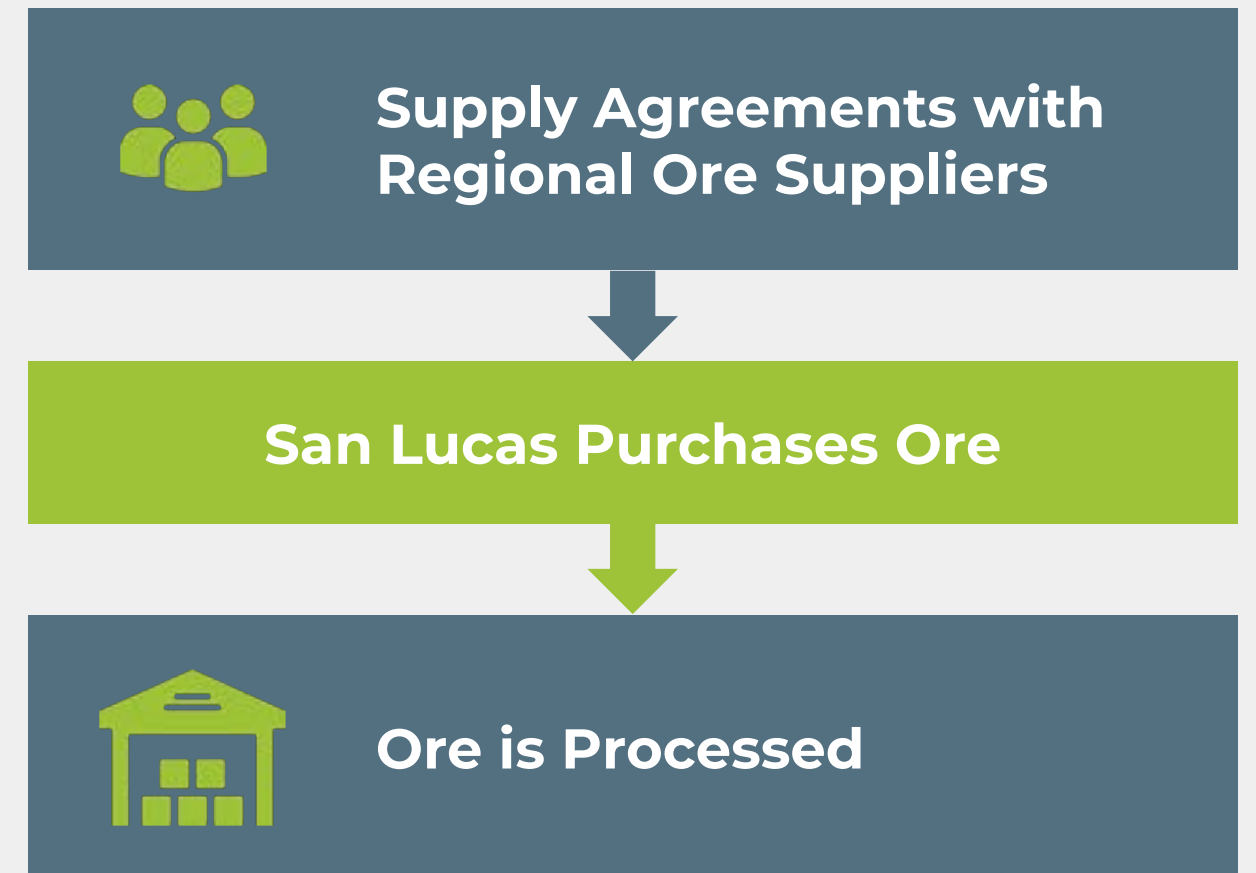 Supply Agreements with
Regional Ore Suppliers
San Lucas Purchases Ore
Ore is Processed